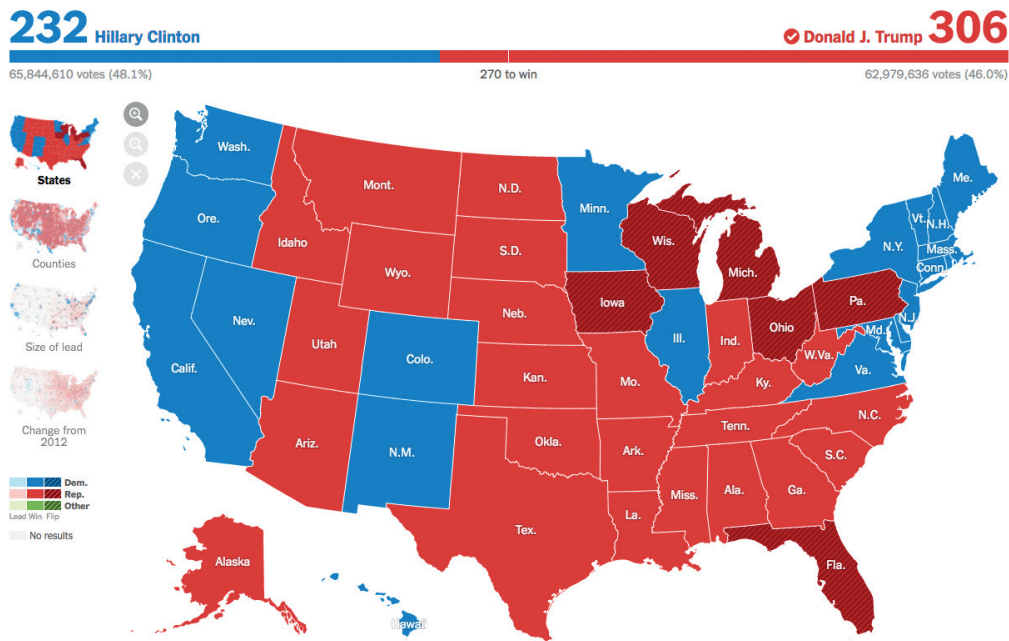 232 Hillary Clinton
Donald J. Trump 306
65,844,610 votes (48.1%)
270 to win
62,979,636 votes (46.0%)
States
Counties
Size of lead
Change from
2012
Dem.
Rep.
Other
Lead Win Flip
No results
Wash.
Ore.
Calif.
Nev.
Idaho
Mont.
Wyo.
Utah
Ariz.
Colo.
N.M.
N.D.
S.D.
Neb.
Kan.
Okla.
Tex.
Minn.
Iowa
Mo.
Ark.
La.
Wis.
Ill.
Mich.
Ind.
Ohio
Ky.
Tenn.
Miss.
Ala.
Ga.
Fla.
S.C.
N.C.
Va.
W.Va.
Pa.
Md.
N.J.
N.Y.
Conn.
Mass.
Vt.
N.H.
Me.
Alaska
Hawaii